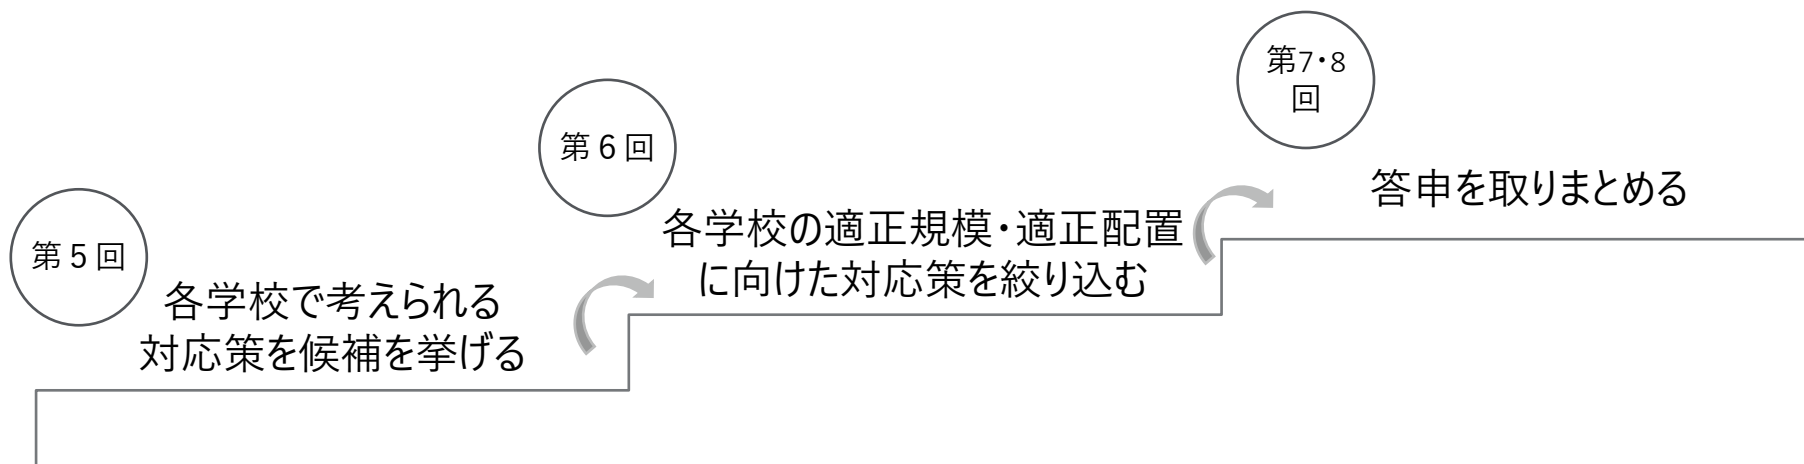 第5回
各学校で考えられる
対応策を候補を挙げる
第6回
各学校の適正規模・適正配置
に向けた対応策を絞り込む
第7・8
回
答申を取りまとめる